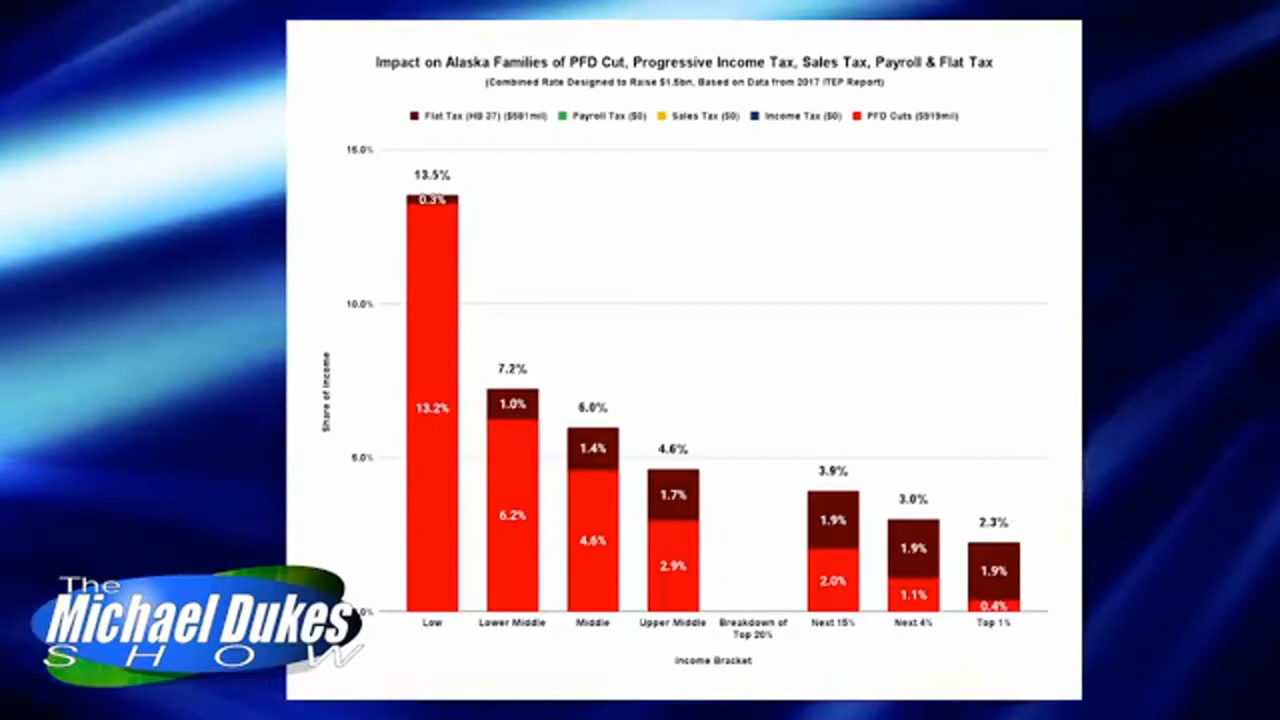 Impact on Alaska Families of PFD Cut, Progressive Income Tax, Sales Tax, Payroll & Flat Tax
(Combined Rate Designed to Raise $1.5bn, Based on Data from 2017 ITEP Report)
Flat Tax (HB 37) ($581mil) Payroll Tax ($0) Sales Tax ($0) Income Tax ($0) PFD Cuts ($919mil)
15.0%
13.5%
0.3%
10.0%
7.2%
6.0%
1.0%
13.2%
Share of Income
5.0%
4.6%
1.4%
3.9%
1.7%
3.0%
6.2%
1.9%
2.3%
4.6%
1.9%
2.9%
1.9%
2.0%
1.1%
0.4%
0%
Low Lower Middle Middle Upper Middle Breakdown of Next 15% Next 4% Top 1%
Top 20%
Income Bracket
The
Michael Dukes
SHOW